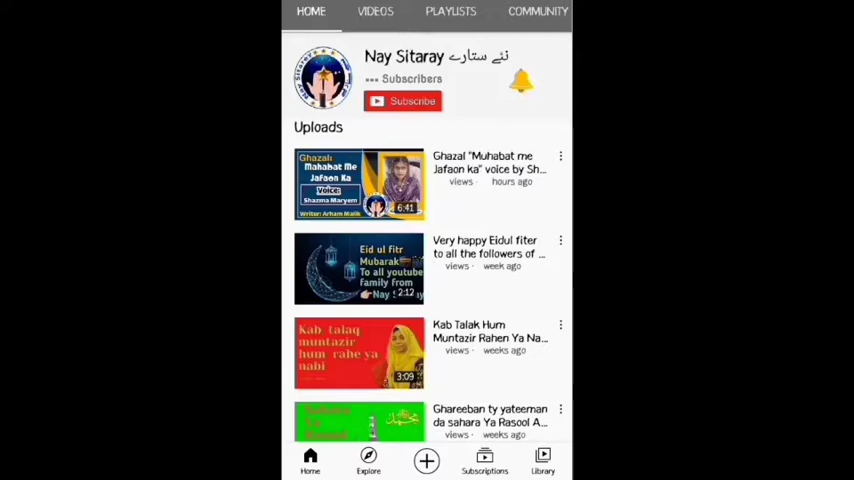 HOME VIDEOS PLAYLISTS COMMUNITY
Nay Sitaray نئے ستارے
Nay Sitaray
••• Subscribers
Subscribe
Uploads
Ghazal
Mahabat Me
Jafaon Ka
Voice:
Shazma Maryem
Writer: Arham Malik
6:41
Ghazal "Muhabat me
Jafaon ka" voice by Sh...
views · hours ago
Eid ul fitr
Mubarak
To all youtube
family from
Nay
2:12
Very happy Eidul fiter
to all the followers of ...
views · week ago
Kab talaq
muntazir
hum rahe ya
nabi
3:09
Kab Talak Hum
Muntazir Rahen Ya Na...
views · weeks ago
محمد
Ghareeban ty yateeman
da sahara Ya Rasool A...
views · weeks ago
Home Explore Subscriptions Library